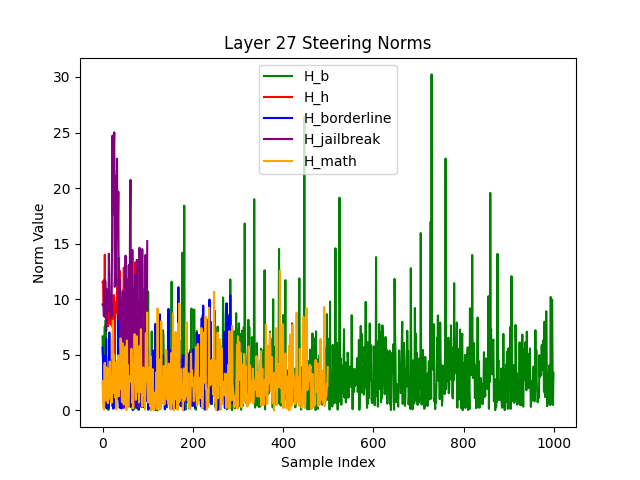 Layer 27 Steering Norms
H_b
H_h
H_borderline
H_jailbreak
H_math
Norm Value
30
25
20
15
10
5
0
0 200 400 600 800 1000
Sample Index